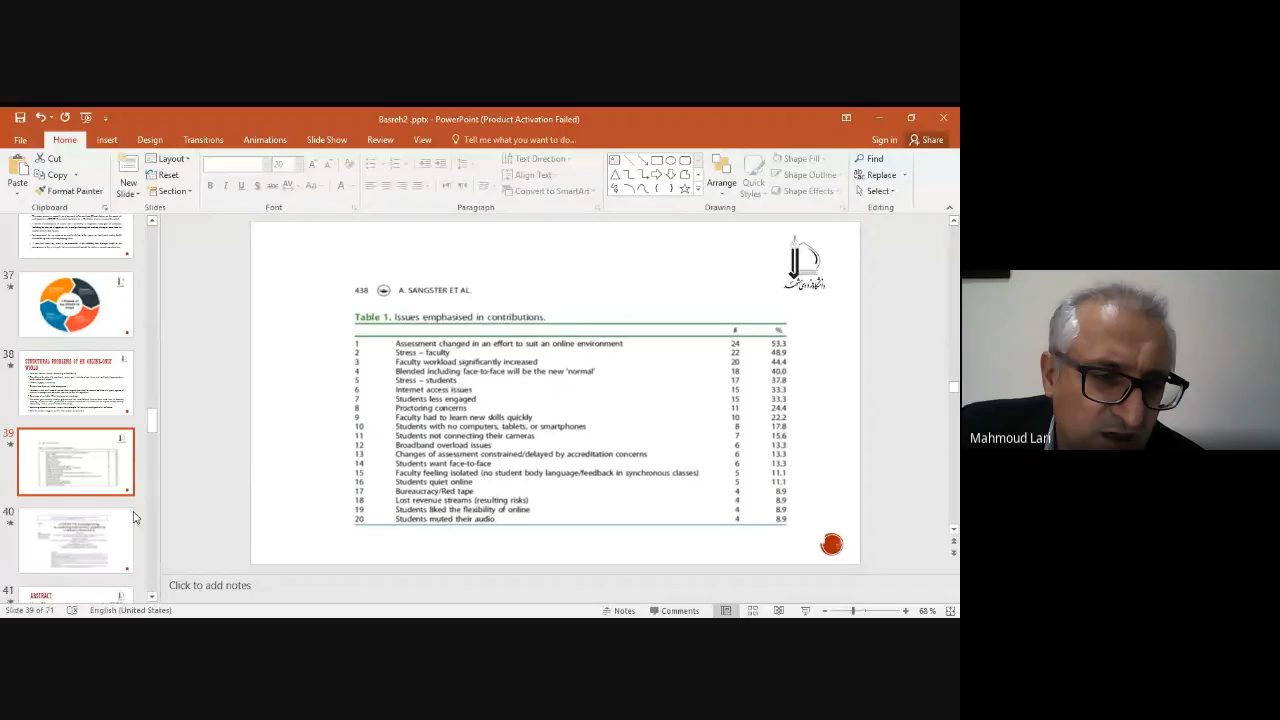 Basreh2 .pptx - PowerPoint (Product Activation Failed)
File Home Insert Design Transitions Animations Slide Show Review View Tell me what you want to do... Sign in Share
Paste
Cut
Copy
Format Painter
Clipboard
New Slide
Layout
Reset
Section
Slides
20
B I U S abc AV Aa A
Font
Text Direction
Align Text
Convert to SmartArt
Paragraph
Arrange
Quick Styles
Shape Fill
Shape Outline
Shape Effects
Drawing
Find
Replace
Select
Editing
37
38
STRUCTURAL PROBLEMS OF AN ONLINE-ONLY WORLD
39
40
41
ABSTRACT
438 A. SANGSTER ET AL.
Table 1. Issues emphasised in contributions.
# %
1 Assessment changed in an effort to suit an online environment 24 53.3
2 Stress – faculty 22 48.9
3 Faculty workload significantly increased 20 44.4
4 Blended including face-to-face will be the new 'normal' 18 40.0
5 Stress – students 17 37.8
6 Internet access issues 15 33.3
7 Students less engaged 15 33.3
8 Proctoring concerns 11 24.4
9 Faculty had to learn new skills quickly 10 22.2
10 Students with no computers, tablets, or smartphones 8 17.8
11 Students not connecting their cameras 7 15.6
12 Broadband overload issues 6 13.3
13 Changes of assessment constrained/delayed by accreditation concerns 6 13.3
14 Students want face-to-face 6 13.3
15 Faculty feeling isolated (no student body language/feedback in synchronous classes) 5 11.1
16 Students quiet online 5 11.1
17 Bureaucracy/Red tape 4 8.9
18 Lost revenue streams (resulting risks) 4 8.9
19 Students liked the flexibility of online 4 8.9
20 Students muted their audio 4 8.9
Click to add notes
Slide 39 of 71 English (United States) Notes Comments 68 %
Mahmoud Lari